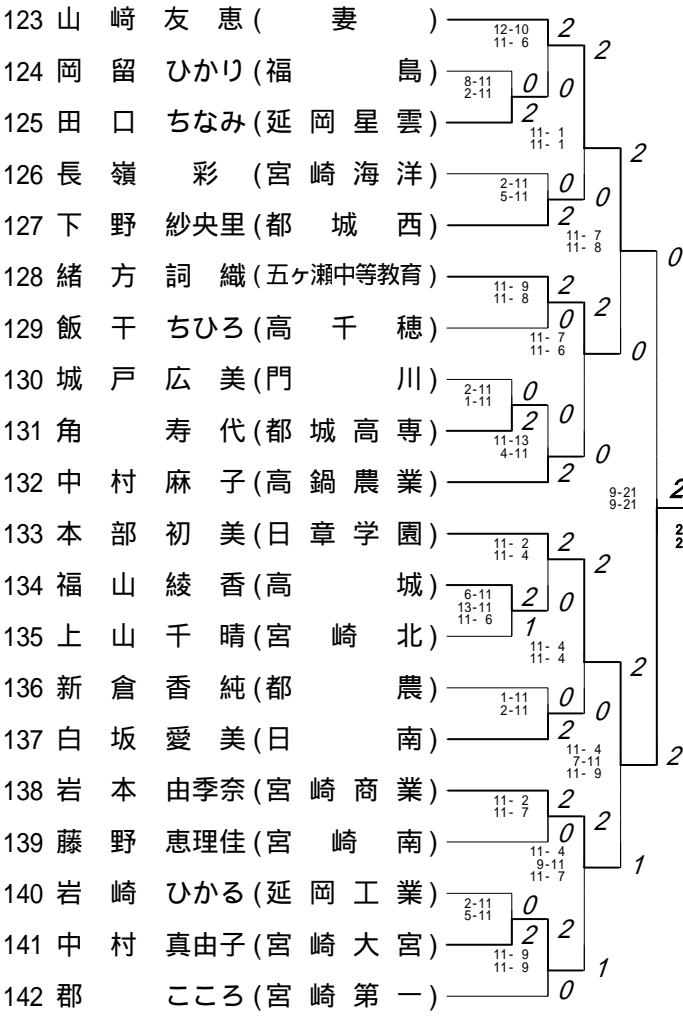 123 山 﨑 友 恵 ( 妻 ) 12-10 2
11- 6 2
124 岡 留 ひかり ( 福 島 ) 8-11 0 0
2-11
125 田 口 ちなみ ( 延 岡 星 雲 ) 2 11- 1
11- 1 2
126 長 嶺 彩 ( 宮 崎 海 洋 ) 2-11 0
5-11 0
127 下 野 紗央里 ( 都 城 西 ) 2 11- 7
11- 8 0
128 緒 方 詞 織 ( 五ヶ瀬中等教育 ) 11- 9 2
11- 8 2
129 飯 干 ちひろ ( 高 千 穂 ) 0 11- 7
11- 6 0
130 城 戸 広 美 ( 門 川 ) 2-11 0
1-11 0
131 角 寿 代 ( 都 城 高 専 ) 2 11-13
4-11 0
132 中 村 麻 子 ( 高 鍋 農 業 ) 2 9-21 2
9-21 2
2
133 本 部 初 美 ( 日 章 学 園 ) 11- 2 2
11- 4 2
134 福 山 綾 香 ( 高 城 ) 6-11 2 0
13-11
11- 6
135 上 山 千 晴 ( 宮 崎 北 ) 1 11- 4
11- 4 2
136 新 倉 香 純 ( 都 農 ) 1-11 0
2-11 0
137 白 坂 愛 美 ( 日 南 ) 2 11- 4 2
7-11
11- 9
138 岩 本 由季奈 ( 宮 崎 商 業 ) 11- 2 2
11- 7 2
139 藤 野 恵理佳 ( 宮 崎 南 ) 0 11- 4
9-11
11- 7 1
140 岩 崎 ひかる ( 延 岡 工 業 ) 2-11 0
5-11 2
141 中 村 真由子 ( 宮 崎 大 宮 ) 2 11- 9
11- 9 1
142 郡 こころ ( 宮 崎 第 一 ) 0